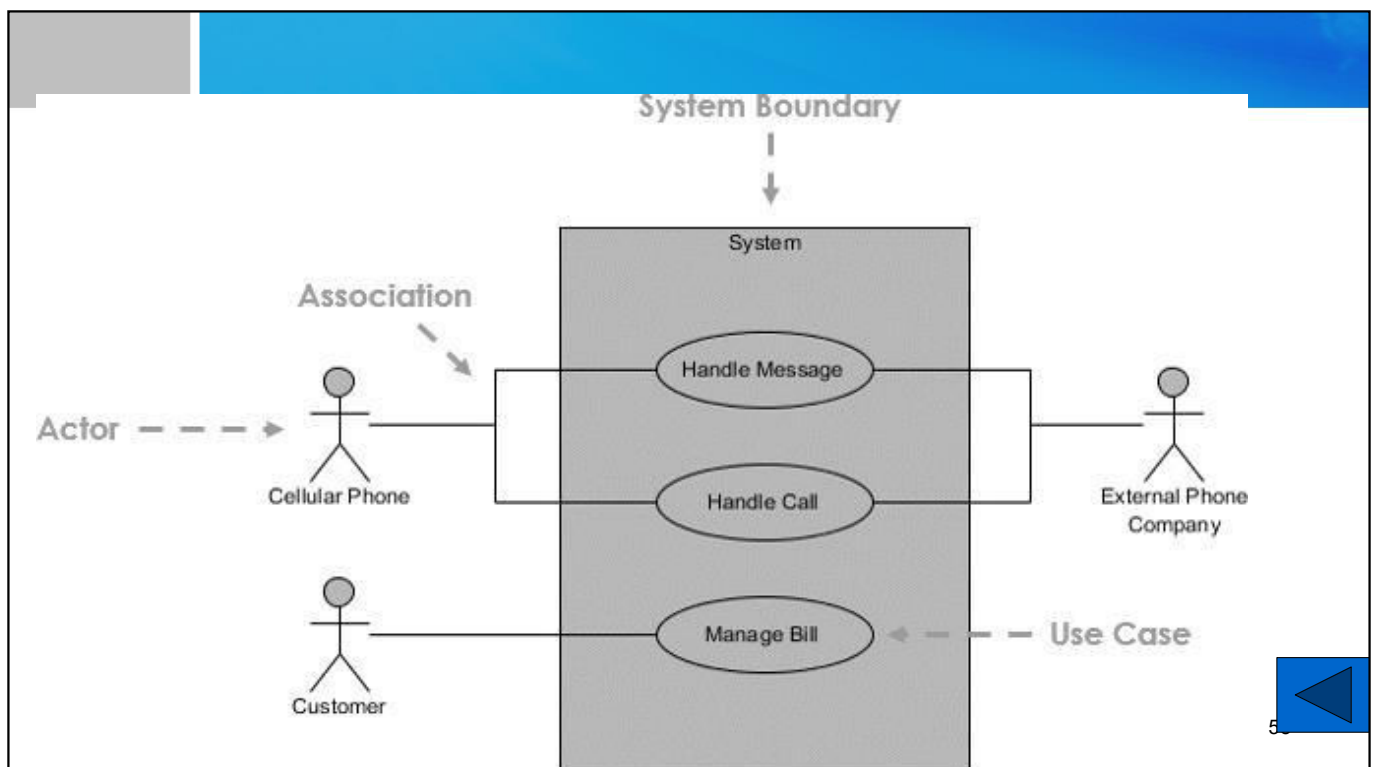 System Boundary
System
Association
Handle Message
Actor
Cellular Phone
Handle Call
External Phone
Company
Manage Bill
Use Case
Customer